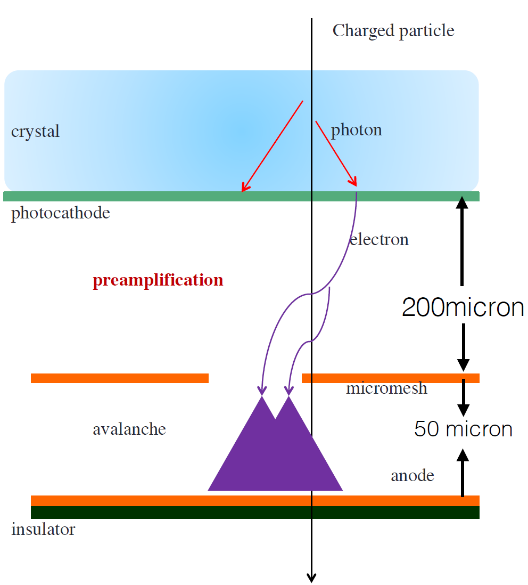 Charged particle
crystal
photon
photocathode
electron
preamplification
200micron
micromesh
avalanche
50 micron
anode
insulator